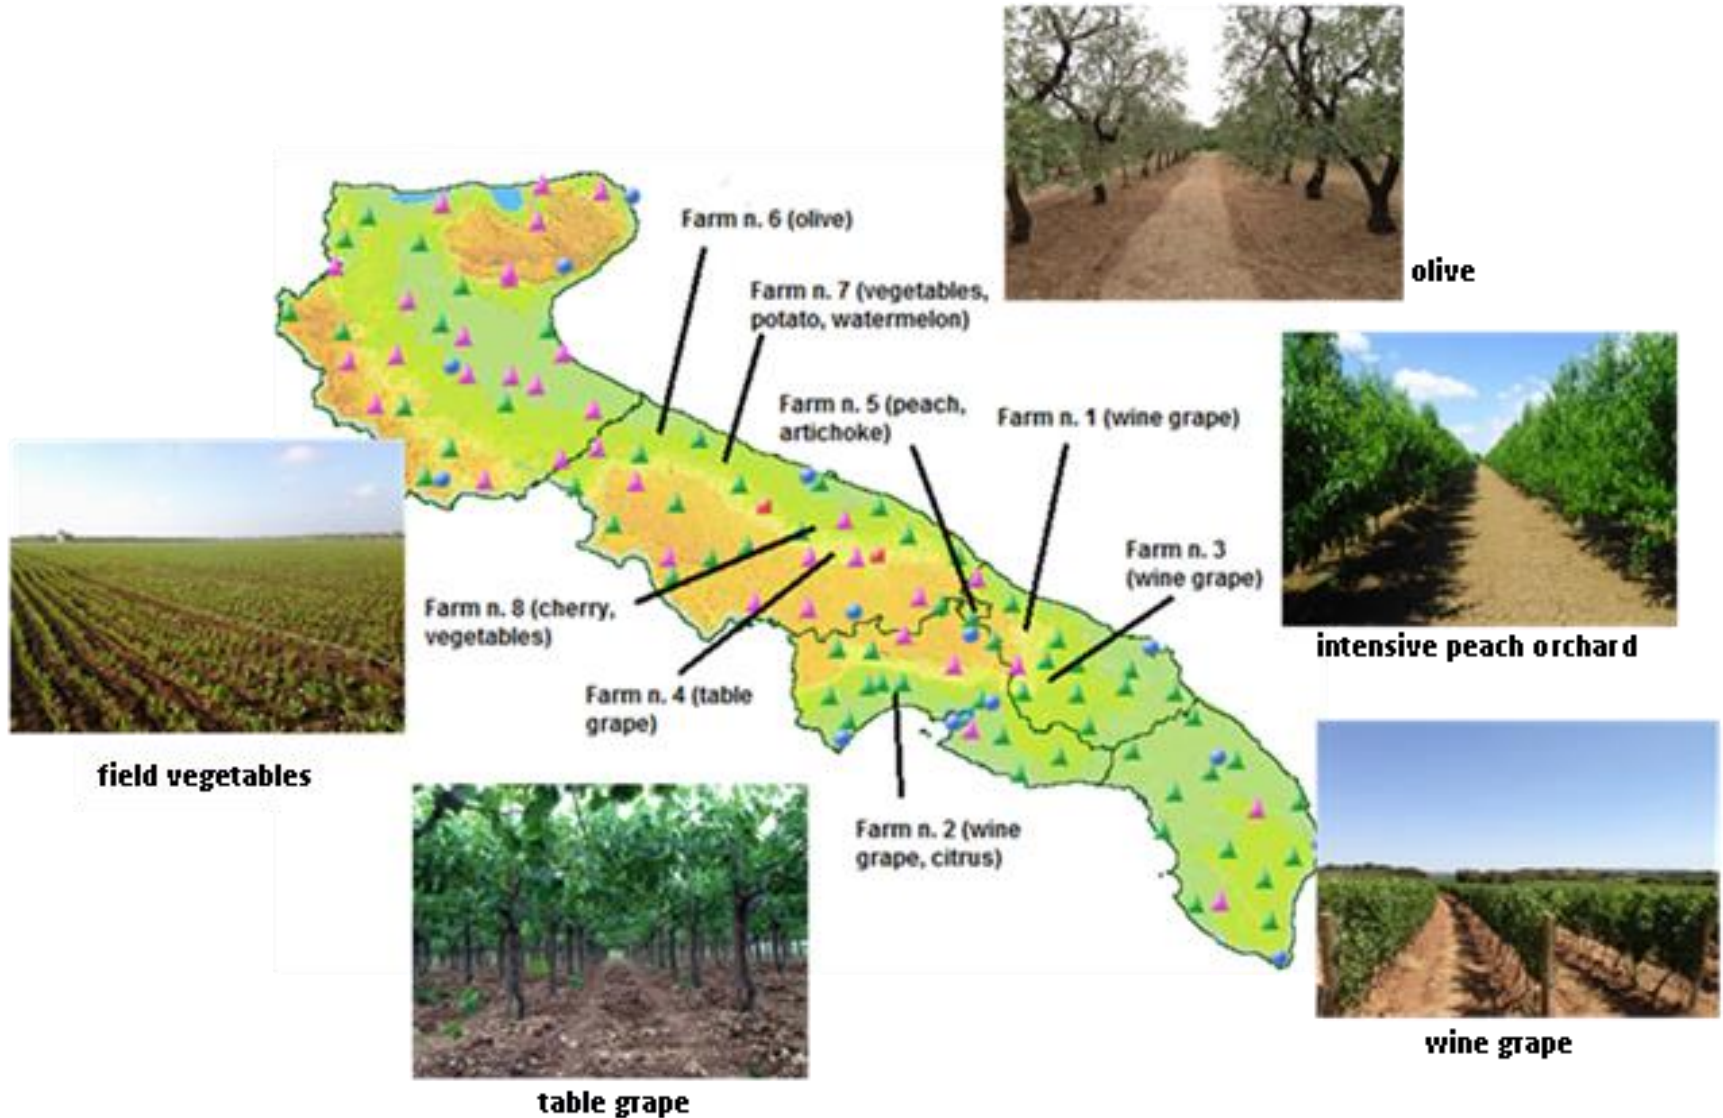 Farm n. 6 (olive)
olive
Farm n. 7 (vegetables,
potato, watermelon)
Farm n. 5 (peach,
artichoke)
Farm n. 1 (wine grape)
Farm n. 3
(wine grape)
Farm n. 8 (cherry,
vegetables)
intensive peach orchard
Farm n. 4 (table
grape)
field vegetables
Farm n. 2 (wine
grape, citrus)
wine grape
table grape